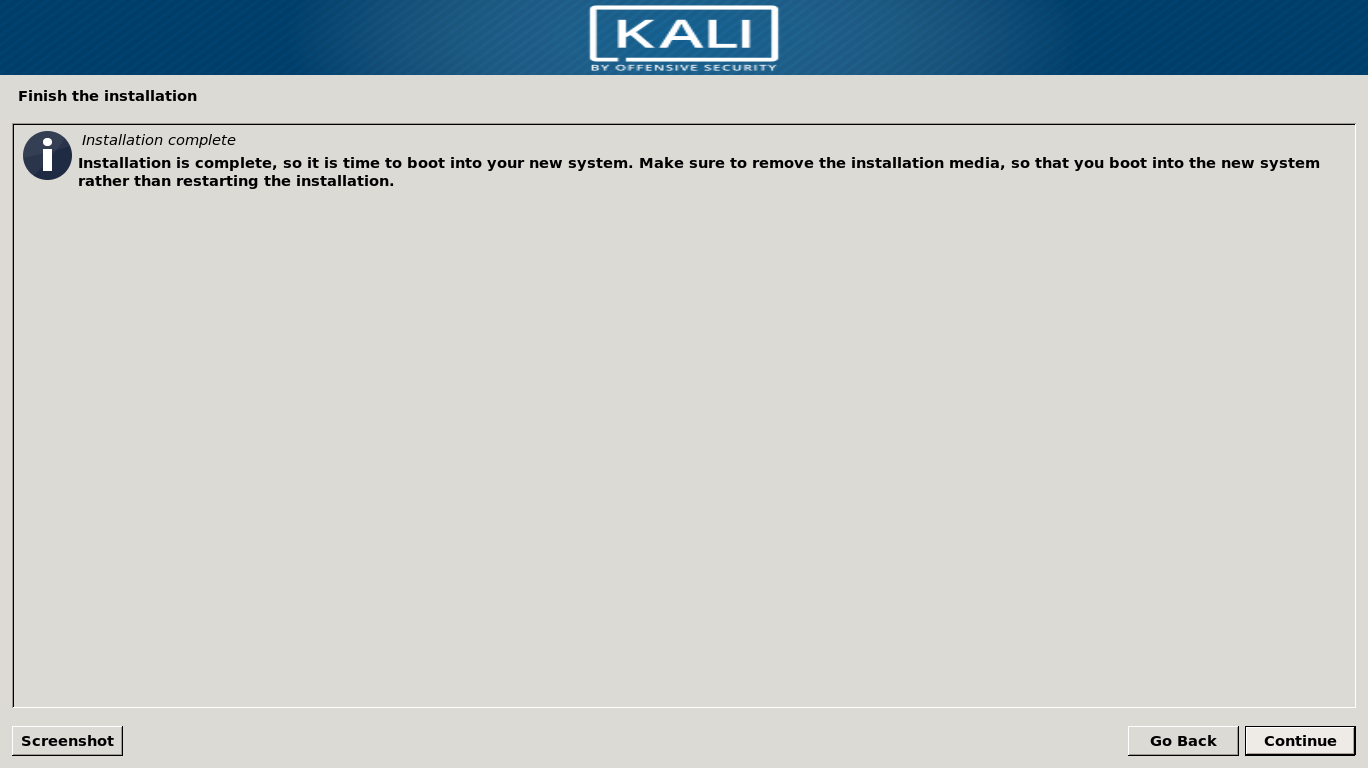 KALI
BY OFFENSIVE SECURITY
Finish the installation
Installation complete
Installation is complete, so it is time to boot into your new system. Make sure to remove the installation media, so that you boot into the new system
rather than restarting the installation.
Screenshot
Go Back
Continue